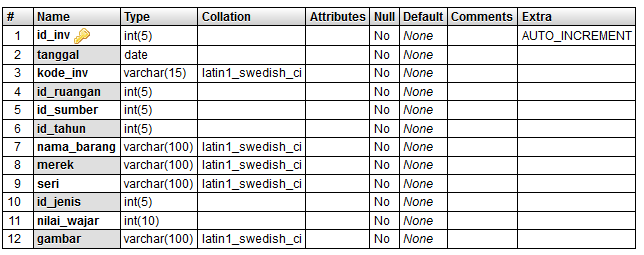 # Name Type Collation Attributes Null Default Comments Extra
1 id_inv int(5) No None AUTO_INCREMENT
2 tanggal date No None
3 kode_inv varchar(15) latin1_swedish_ci No None
4 id_ruangan int(5) No None
5 id_sumber int(5) No None
6 id_tahun int(5) No None
7 nama_barang varchar(100) latin1_swedish_ci No None
8 merek varchar(100) latin1_swedish_ci No None
9 seri varchar(100) latin1_swedish_ci No None
10 id_jenis int(5) No None
11 nilai_wajar int(10) No None
12 gambar varchar(100) latin1_swedish_ci No None